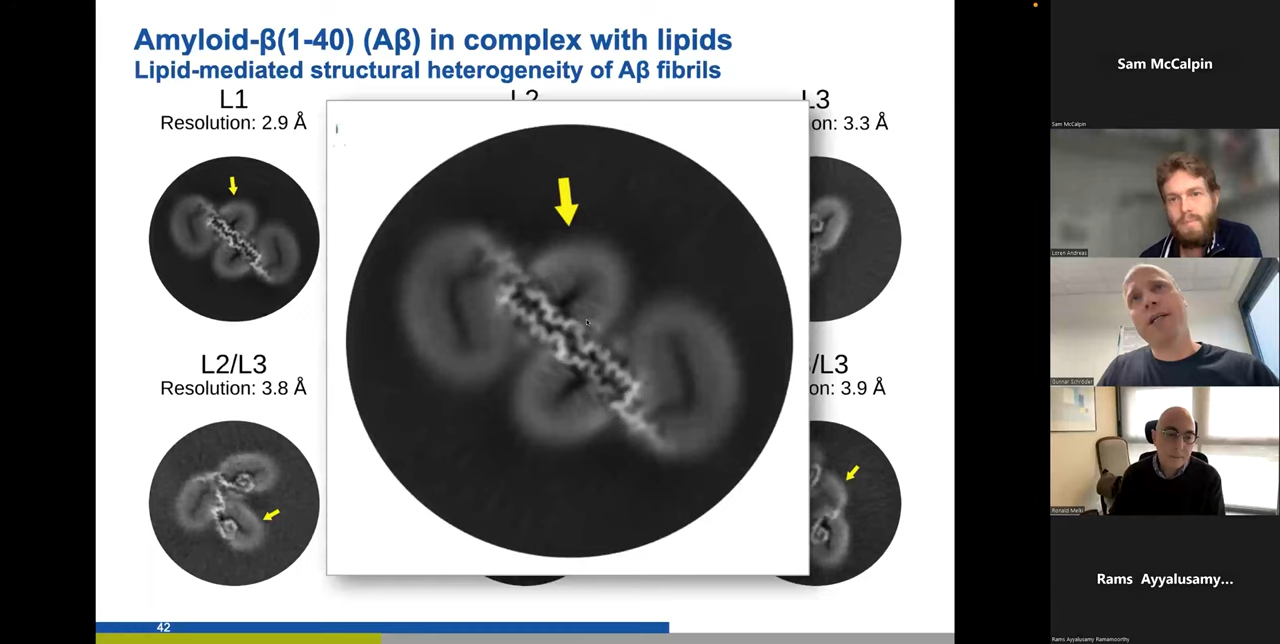 Amyloid-β(1-40) (Aβ) in complex with lipids
Lipid-mediated structural heterogeneity of Aβ fibrils
L1
Resolution: 2.9 Å
L2
L3
on: 3.3 Å
L2/L3
Resolution: 3.8 Å
/L3
on: 3.9 Å
42
Sam McCalpin
Sam McCalpin
Loren Andreas
Gunnar Schröder
Ronald Melki
Rams Ayyalusamy...
Rams Ayyalusamy Ramamoorthy